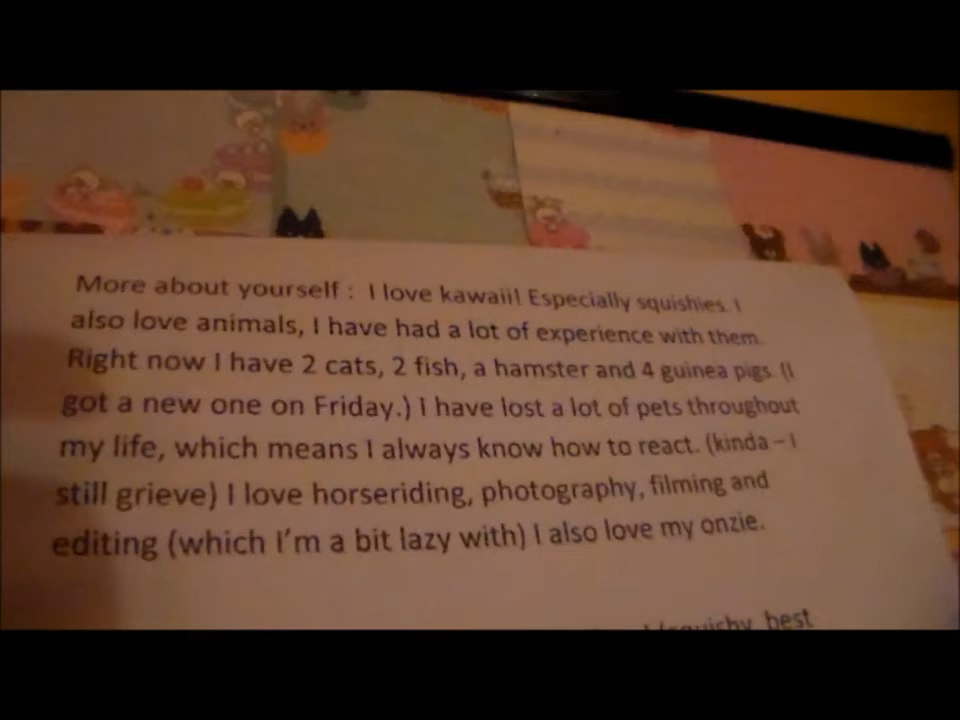 More about yourself : I love kawaii! Especially squishies. I
also love animals, I have had a lot of experience with them.
Right now I have 2 cats, 2 fish, a hamster and 4 guinea pigs. (I
got a new one on Friday.) I have lost a lot of pets throughout
my life, which means I always know how to react. (kinda – I
still grieve) I love horseriding, photography, filming and
editing (which I'm a bit lazy with) I also love my onzie.
squishy, best